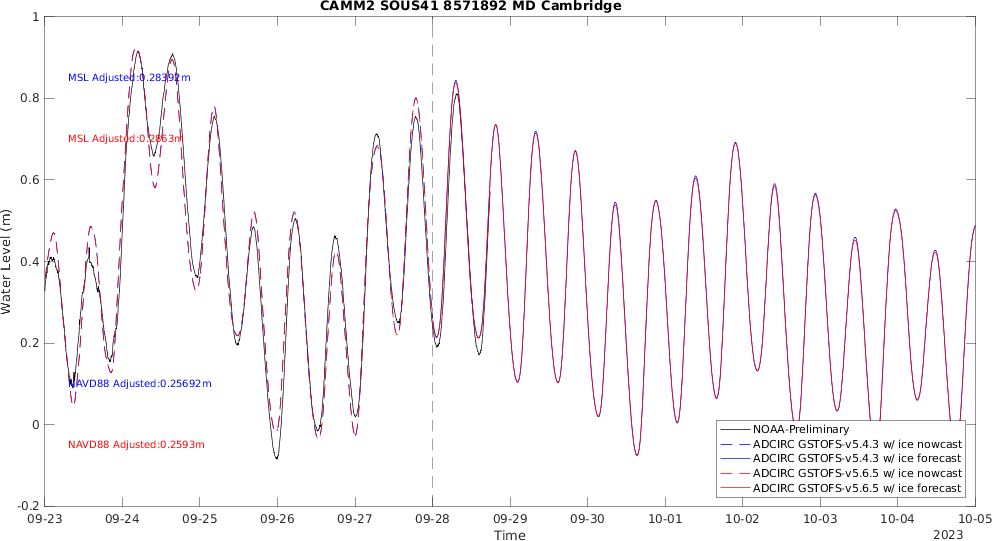 CAMM2 SOUS41 8571892 MD Cambridge
Water Level (m)
1
0.8
0.6
0.4
0.2
0
-0.2
MSL Adjusted:0.28392m
MSL Adjusted:0.2863m
NAVD88 Adjusted:0.25692m
NAVD88 Adjusted:0.2593m
NOAA-Preliminary
ADCIRC GSTOFS-v5.4.3 w/ ice nowcast
ADCIRC GSTOFS-v5.4.3 w/ ice forecast
ADCIRC GSTOFS-v5.6.5 w/ ice nowcast
ADCIRC GSTOFS-v5.6.5 w/ ice forecast
09-23 09-24 09-25 09-26 09-27 09-28 09-29 09-30 10-01 10-02 10-03 10-04 10-05
Time
2023